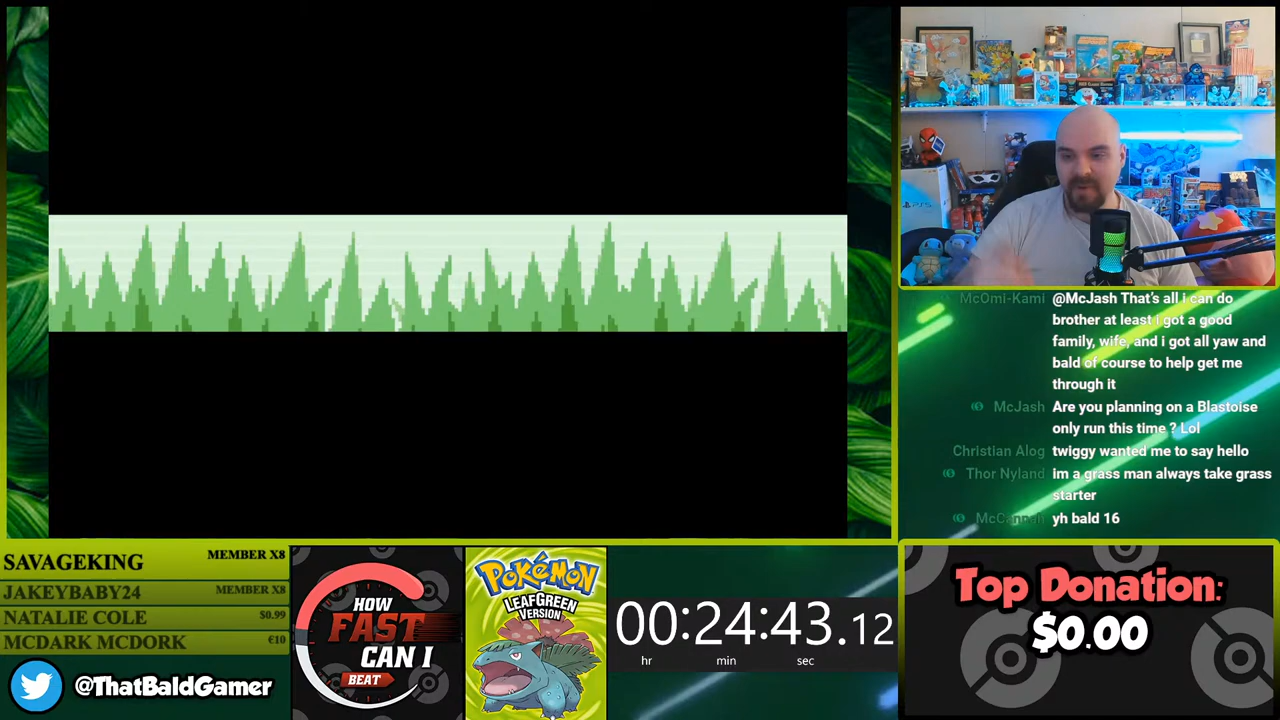 McOmi-Kami @McJash That's all i can do
brother at least i got a good
family, wife, and i got all yaw and
bald of course to help get me
through it
McJash Are you planning on a Blastoise
only run this time ? Lol
Christian Alog twiggy wanted me to say hello
Thor Nyland im a grass man always take grass
starter
McCannah yh bald 16
SAVAGEKING MEMBER X8
JAKEYBABY24 MEMBER X8
NATALIE COLE $0.99
MCDARK MCDORK €10
@ThatBaldGamer
HOW
FAST
CAN I
BEAT
POKéMON
LEAFGREEN
VERSION
00:24:43.12
hr min sec
Top Donation:
$0.00